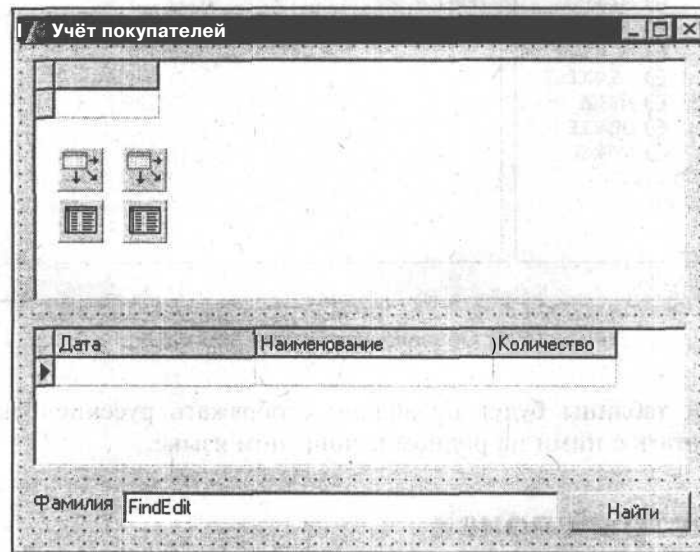 Учёт покупателей
Дата Наименование Количество
Фамилия FindEdit Найти